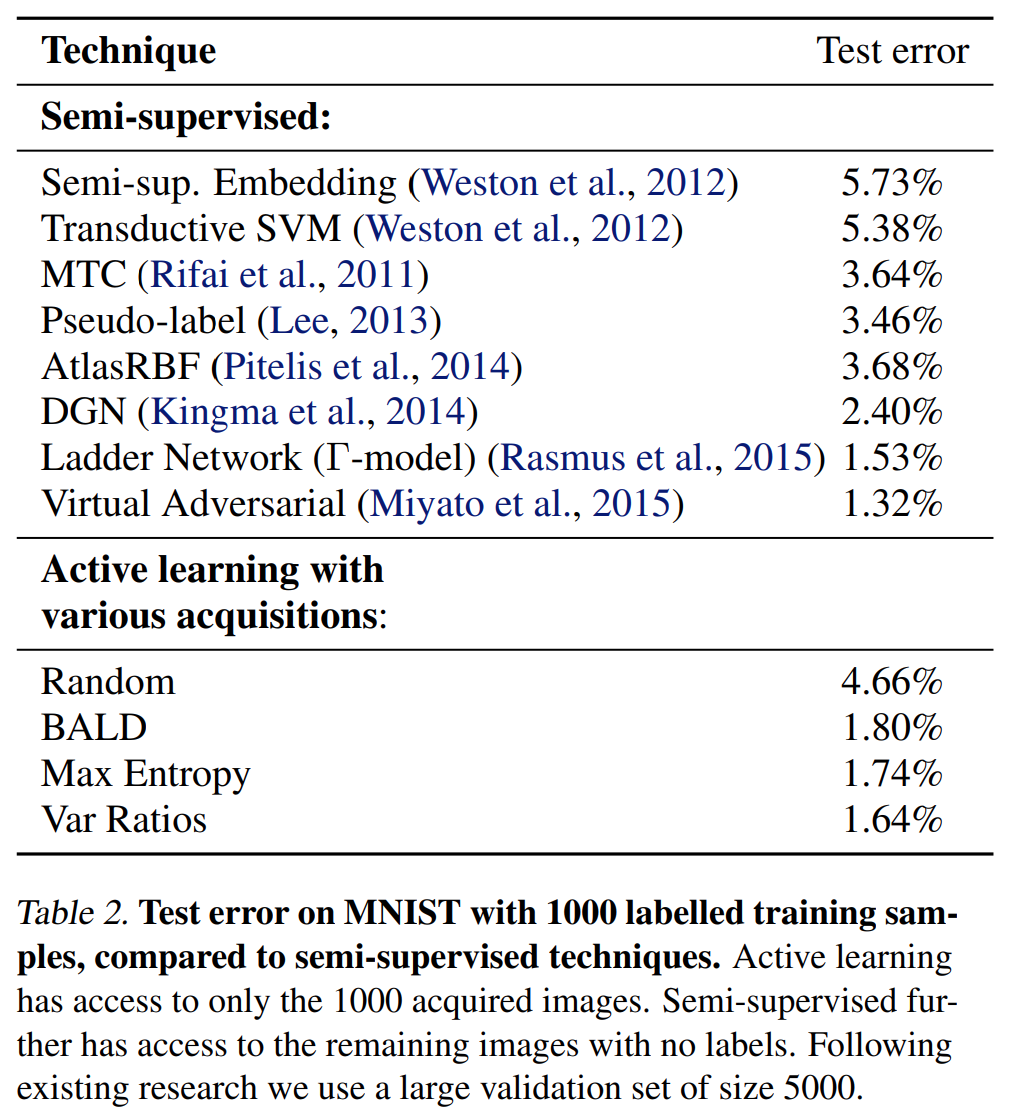 Technique Test error
Semi-supervised:
Semi-sup. Embedding (Weston et al., 2012) 5.73%
Transductive SVM (Weston et al., 2012) 5.38%
MTC (Rifai et al., 2011) 3.64%
Pseudo-label (Lee, 2013) 3.46%
AtlasRBF (Pitelis et al., 2014) 3.68%
DGN (Kingma et al., 2014) 2.40%
Ladder Network (Γ-model) (Rasmus et al., 2015) 1.53%
Virtual Adversarial (Miyato et al., 2015) 1.32%
Active learning with
various acquisitions:
Random 4.66%
BALD 1.80%
Max Entropy 1.74%
Var Ratios 1.64%
Table 2. Test error on MNIST with 1000 labelled training sam-
ples, compared to semi-supervised techniques. Active learning
has access to only the 1000 acquired images. Semi-supervised fur-
ther has access to the remaining images with no labels. Following
existing research we use a large validation set of size 5000.